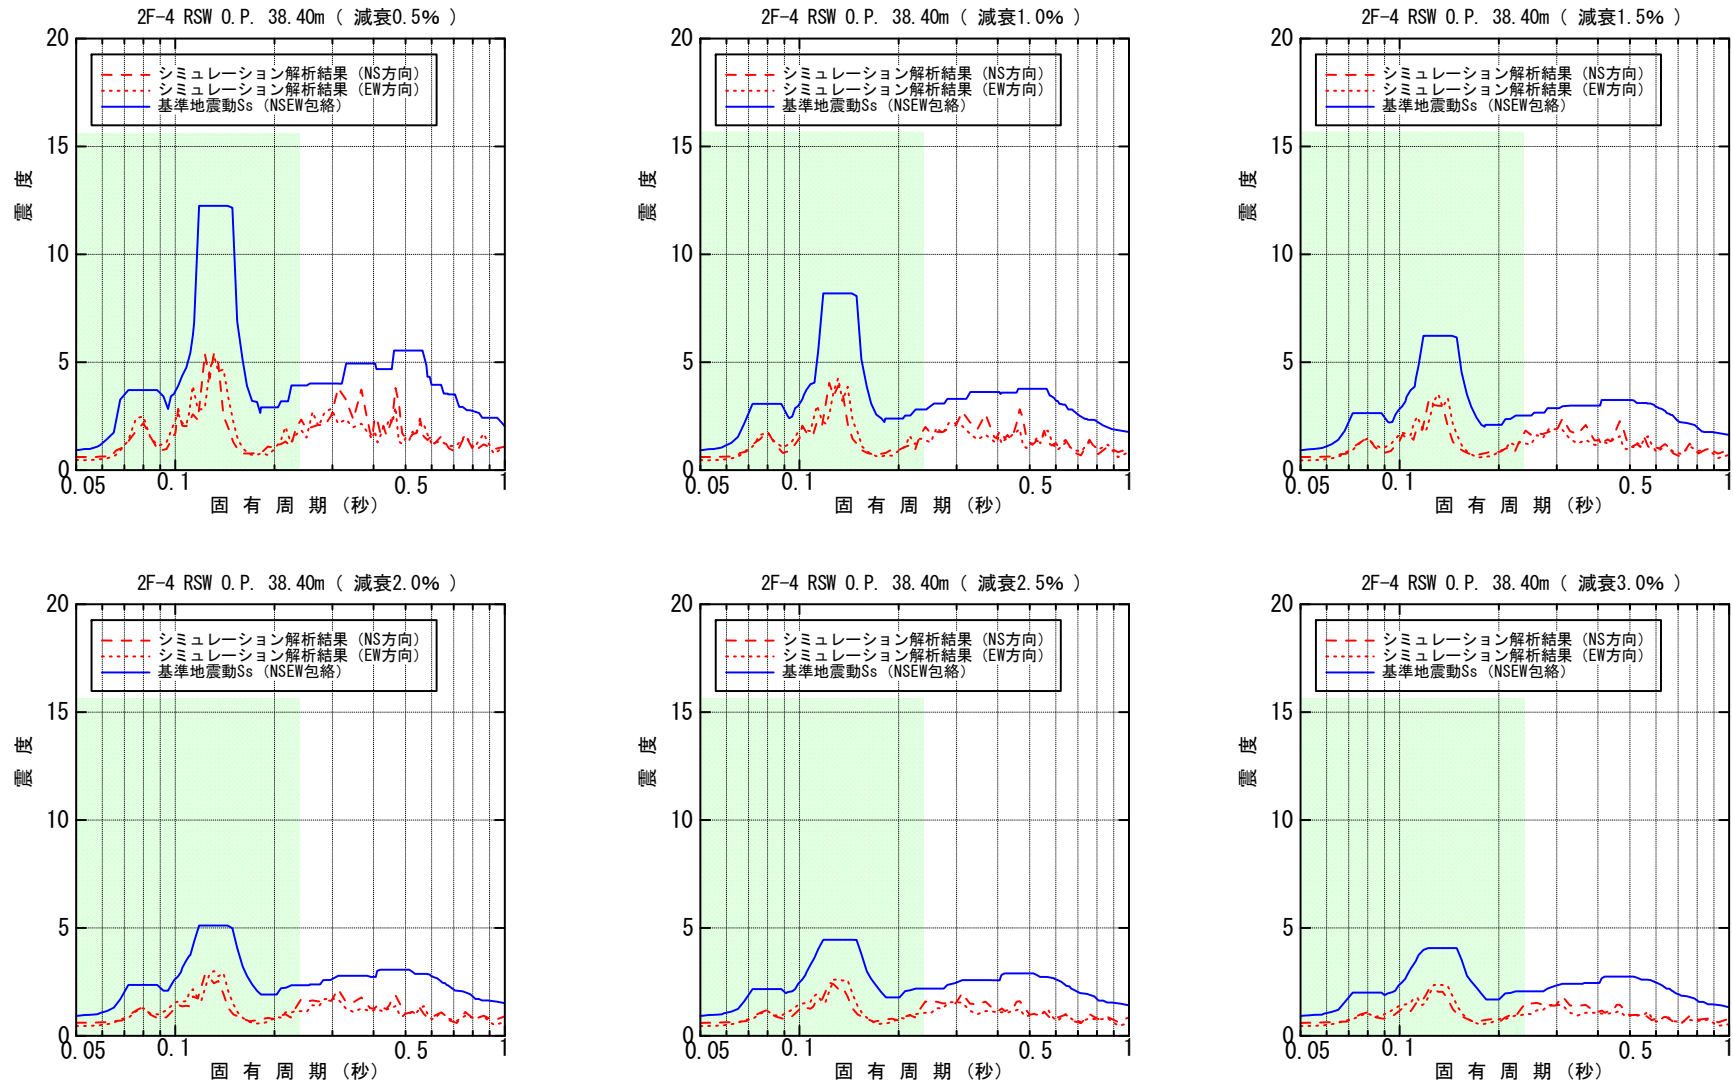 2F-4 RSW O.P. 38.40m ( 減衰0.5% )
20
シミュレーション解析結果 (NS方向)
シミュレーション解析結果 (EW方向)
基準地震動Ss (NSEW包絡)
15
震 度
10
5
0
0.05 0.1 0.5 1
固 有 周 期 (秒)
2F-4 RSW O.P. 38.40m ( 減衰1.0% )
20
シミュレーション解析結果 (NS方向)
シミュレーション解析結果 (EW方向)
基準地震動Ss (NSEW包絡)
15
震 度
10
5
0
0.05 0.1 0.5 1
固 有 周 期 (秒)
2F-4 RSW O.P. 38.40m ( 減衰1.5% )
20
シミュレーション解析結果 (NS方向)
シミュレーション解析結果 (EW方向)
基準地震動Ss (NSEW包絡)
15
震 度
10
5
0
0.05 0.1 0.5 1
固 有 周 期 (秒)
2F-4 RSW O.P. 38.40m ( 減衰2.0% )
20
シミュレーション解析結果 (NS方向)
シミュレーション解析結果 (EW方向)
基準地震動Ss (NSEW包絡)
15
震 度
10
5
0
0.05 0.1 0.5 1
固 有 周 期 (秒)
2F-4 RSW O.P. 38.40m ( 減衰2.5% )
20
シミュレーション解析結果 (NS方向)
シミュレーション解析結果 (EW方向)
基準地震動Ss (NSEW包絡)
15
震 度
10
5
0
0.05 0.1 0.5 1
固 有 周 期 (秒)
2F-4 RSW O.P. 38.40m ( 減衰3.0% )
20
シミュレーション解析結果 (NS方向)
シミュレーション解析結果 (EW方向)
基準地震動Ss (NSEW包絡)
15
震 度
10
5
0
0.05 0.1 0.5 1
固 有 周 期 (秒)